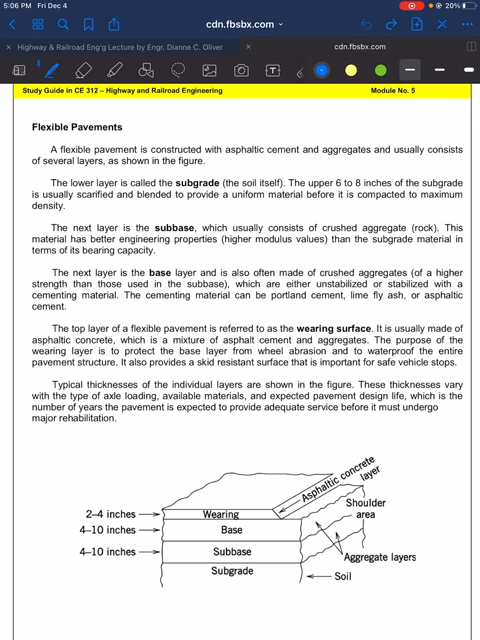 5:06 PM Fri Dec 4
20%
cdn.fbsbx.com
Highway & Railroad Eng'g Lecture by Engr. Dianne C. Oliver
cdn.fbsbx.com
Study Guide in CE 312 – Highway and Railroad Engineering Module No. 5
Flexible Pavements
A flexible pavement is constructed with asphaltic cement and aggregates and usually consists
of several layers, as shown in the figure.
The lower layer is called the subgrade (the soil itself). The upper 6 to 8 inches of the subgrade
is usually scarified and blended to provide a uniform material before it is compacted to maximum
density.
The next layer is the subbase, which usually consists of crushed aggregate (rock). This
material has better engineering properties (higher modulus values) than the subgrade material in
terms of its bearing capacity.
The next layer is the base layer and is also often made of crushed aggregates (of a higher
strength than those used in the subbase), which are either unstabilized or stabilized with a
cementing material. The cementing material can be portland cement, lime fly ash, or asphaltic
cement.
The top layer of a flexible pavement is referred to as the wearing surface. It is usually made of
asphaltic concrete, which is a mixture of asphalt cement and aggregates. The purpose of the
wearing layer is to protect the base layer from wheel abrasion and to waterproof the entire
pavement structure. It also provides a skid resistant surface that is important for safe vehicle stops.
Typical thicknesses of the individual layers are shown in the figure. These thicknesses vary
with the type of axle loading, available materials, and expected pavement design life, which is the
number of years the pavement is expected to provide adequate service before it must undergo
major rehabilitation.
Asphaltic concrete
layer
Shoulder
area
2–4 inches
Wearing
4–10 inches
Base
4–10 inches
Subbase
Aggregate layers
Subgrade
Soil